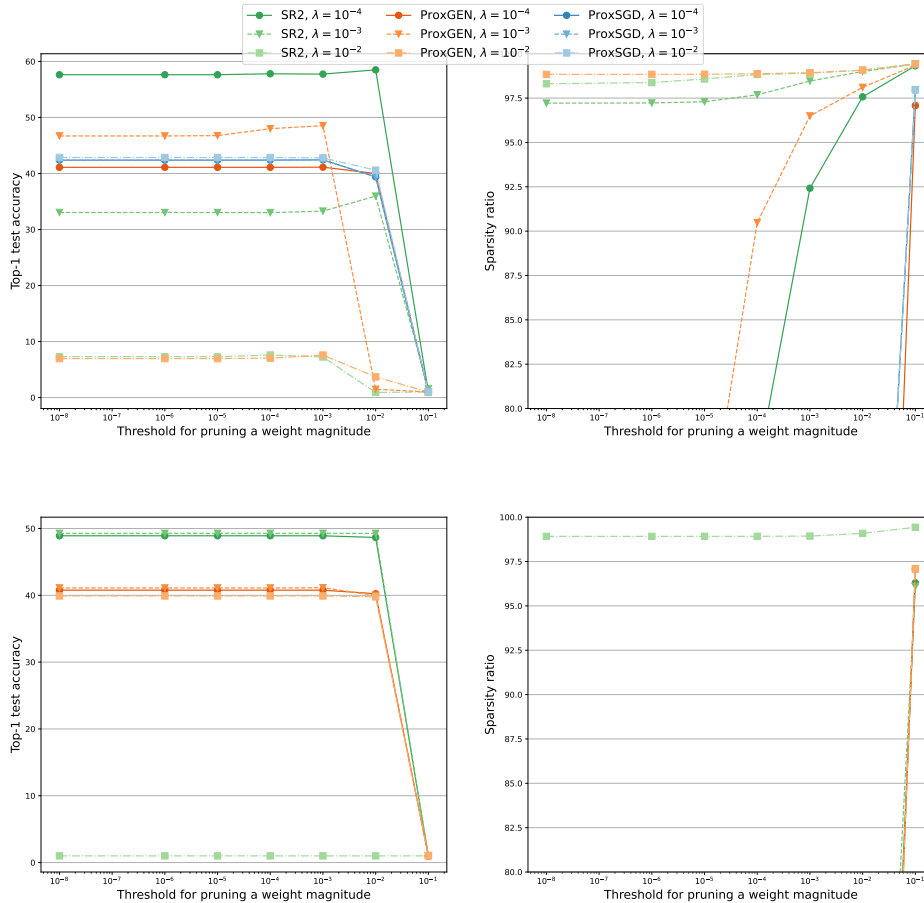 SR2, λ = 10⁻⁴ ProxGEN, λ = 10⁻⁴ ProxSGD, λ = 10⁻⁴
SR2, λ = 10⁻³ ProxGEN, λ = 10⁻³ ProxSGD, λ = 10⁻³
SR2, λ = 10⁻² ProxGEN, λ = 10⁻² ProxSGD, λ = 10⁻²
60
50
40
30
20
10
0
Top-1 test accuracy
10⁻⁸ 10⁻⁷ 10⁻⁶ 10⁻⁵ 10⁻⁴ 10⁻³ 10⁻² 10⁻¹
Threshold for pruning a weight magnitude
97.5
95.0
92.5
90.0
87.5
85.0
82.5
80.0
Sparsity ratio
10⁻⁸ 10⁻⁷ 10⁻⁶ 10⁻⁵ 10⁻⁴ 10⁻³ 10⁻² 10⁻¹
Threshold for pruning a weight magnitude
50
40
30
20
10
0
Top-1 test accuracy
10⁻⁸ 10⁻⁷ 10⁻⁶ 10⁻⁵ 10⁻⁴ 10⁻³ 10⁻² 10⁻¹
Threshold for pruning a weight magnitude
100.0
97.5
95.0
92.5
90.0
87.5
85.0
82.5
80.0
Sparsity ratio
10⁻⁸ 10⁻⁷ 10⁻⁶ 10⁻⁵ 10⁻⁴ 10⁻³ 10⁻² 10⁻¹
Threshold for pruning a weight magnitude